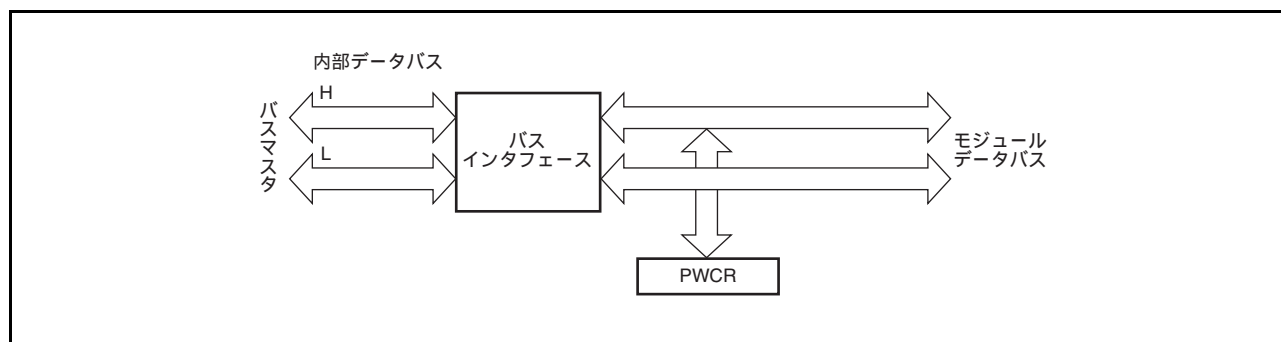 内部データバス
H
L
バスマスタ
バス
インタフェース
モジュール
データバス
PWCR